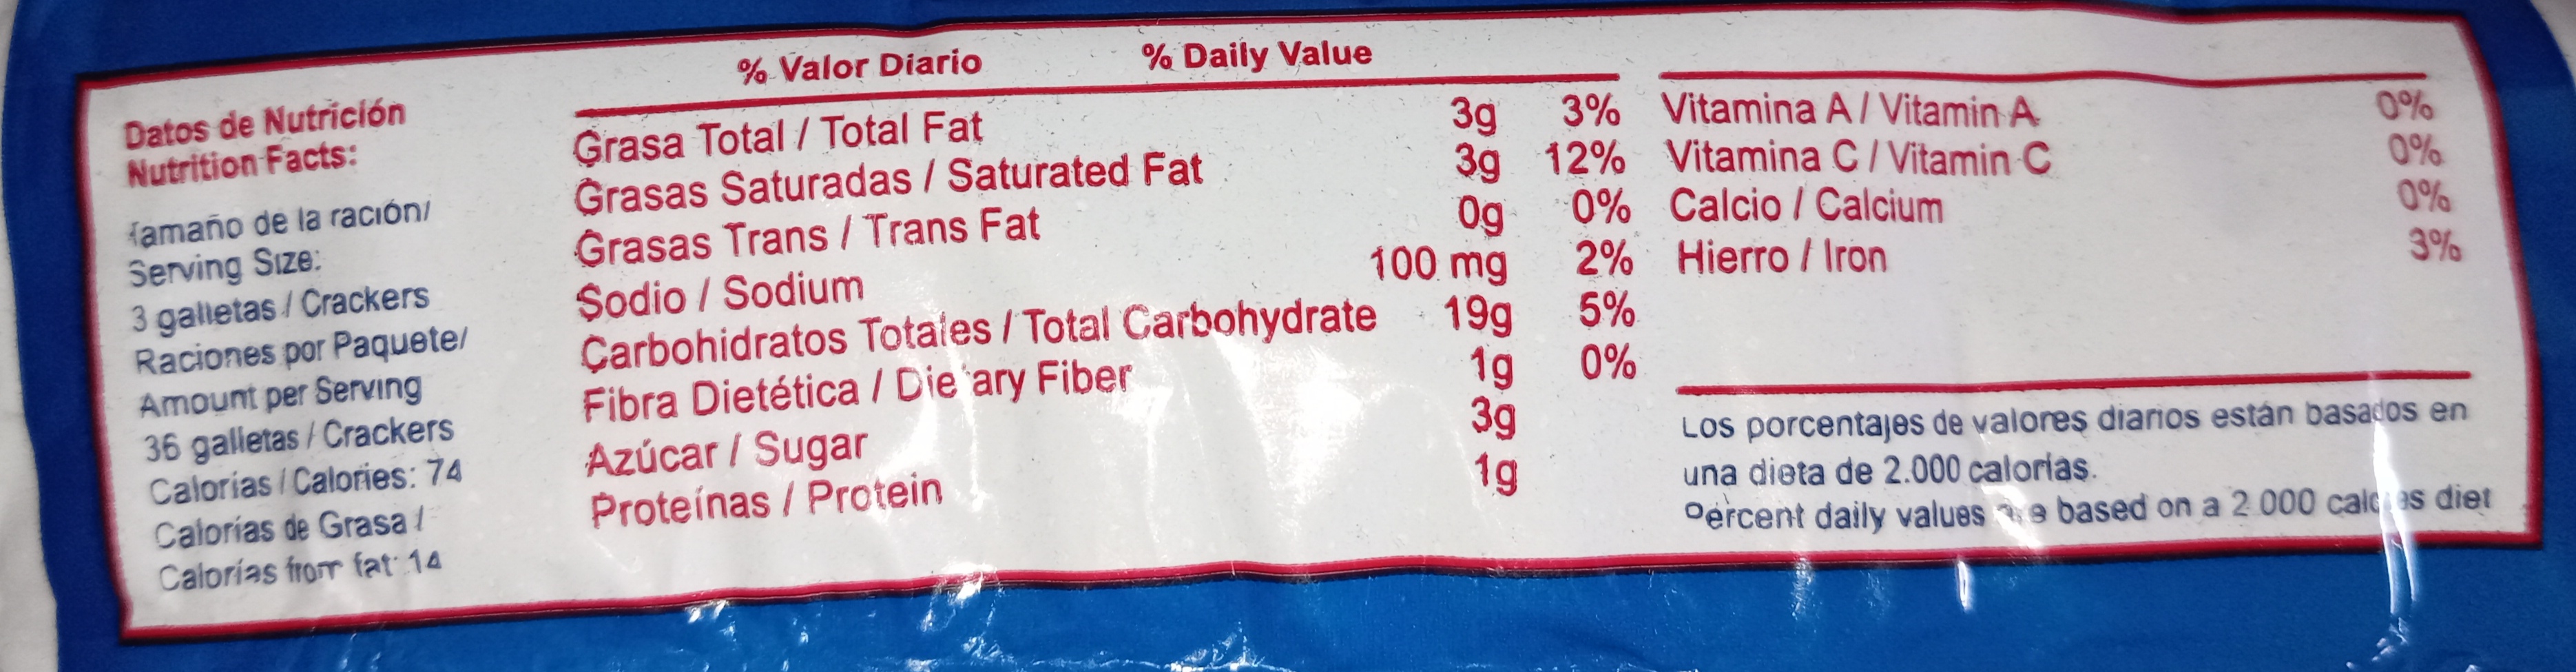 Datos de Nutrición
Nutrition Facts:
Tamaño de la ración/
Serving Size:
3 galletas / Crackers
Raciones por Paquete/
Amount per Serving
36 galletas / Crackers
Calorías / Calories: 74
Calorías de Grasa /
Calorías from fat: 14
% Valor Diario % Daily Value
Grasa Total / Total Fat 3g 3%
Grasas Saturadas / Saturated Fat 3g 12%
Grasas Trans / Trans Fat 0g 0%
Sodio / Sodium 100 mg 2%
Carbohidratos Totales / Total Carbohydrate 19g 5%
Fibra Dietética / Dietary Fiber 1g 0%
Azúcar / Sugar 3g
Proteínas / Protein 1g
Vitamina A / Vitamin A 0%
Vitamina C / Vitamin C 0%
Calcio / Calcium 0%
Hierro / Iron 3%
Los porcentajes de valores diarios están basados en
una dieta de 2.000 calorías.
Percent daily values are based on a 2 000 calories diet